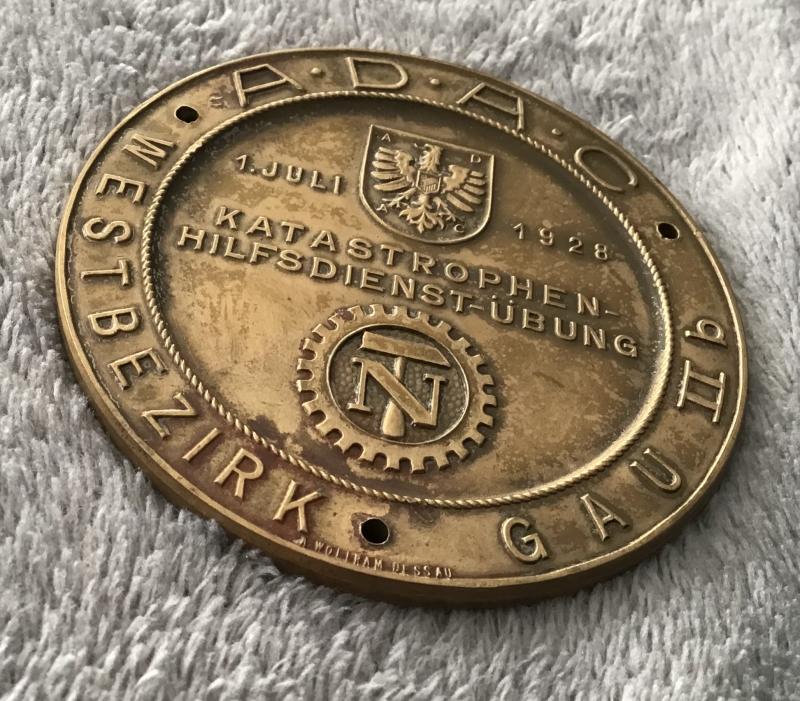 A·D·A·C·
A D
A C
1. JULI 1928
KATASTROPHEN-
HILFSDIENST-ÜBUNG
N
WESTBEZIRK
GAU IIb
A. WOLFRAM DESSAU